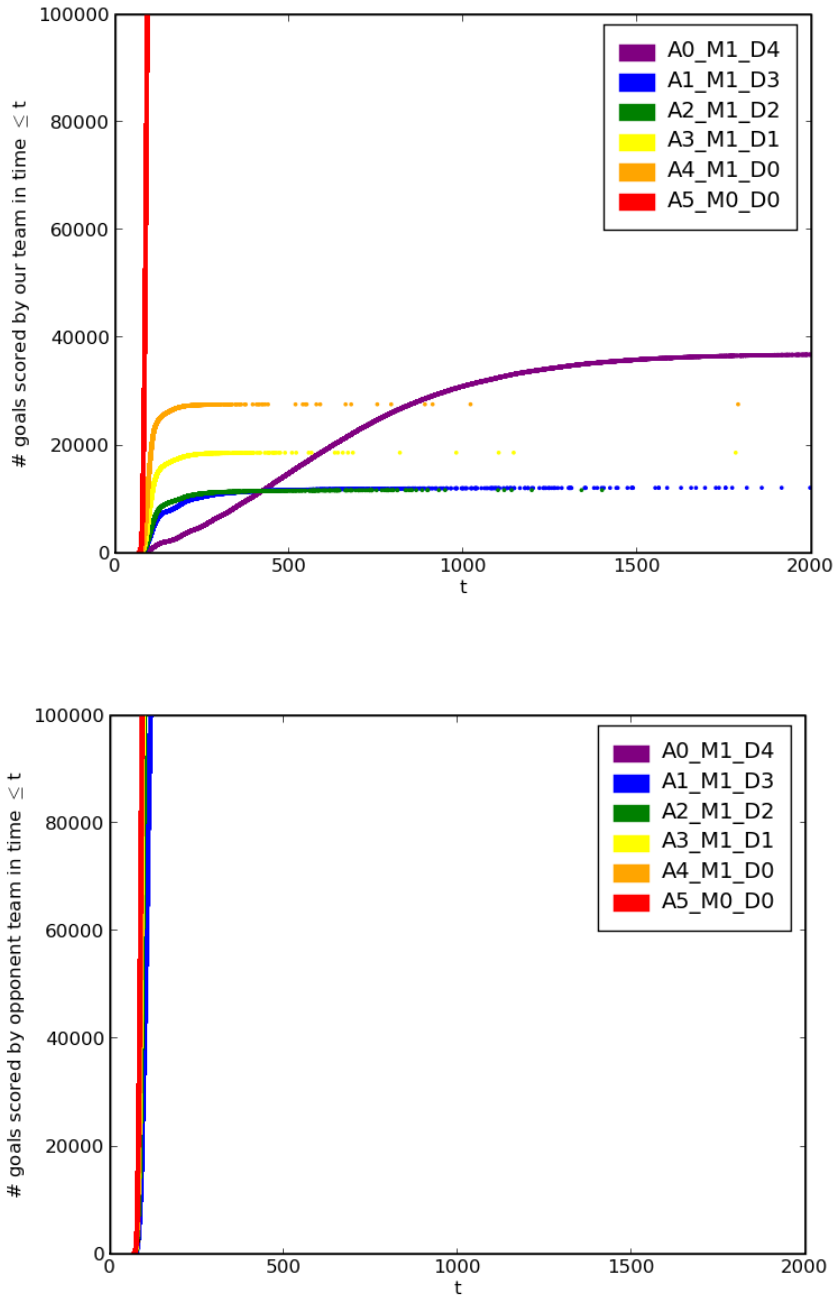 100000
80000
60000
40000
20000
0
# goals scored by our team in time ≤ t
A0_M1_D4
A1_M1_D3
A2_M1_D2
A3_M1_D1
A4_M1_D0
A5_M0_D0
0 500 1000 1500 2000
t
100000
80000
60000
40000
20000
0
# goals scored by opponent team in time ≤ t
A0_M1_D4
A1_M1_D3
A2_M1_D2
A3_M1_D1
A4_M1_D0
A5_M0_D0
0 500 1000 1500 2000
t